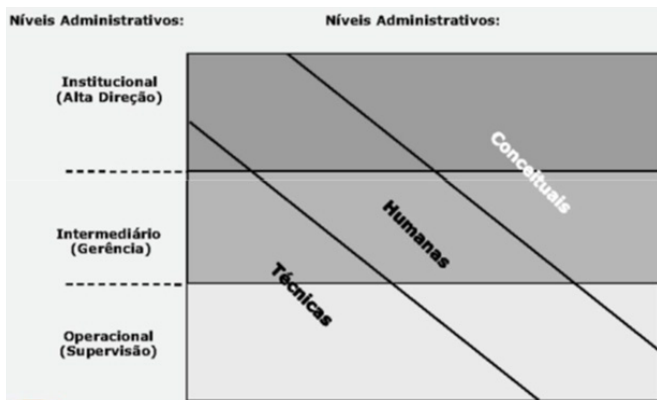 Níveis Administrativos:
Níveis Administrativos:
Institucional
(Alta Direção)
Conceituais
Intermediário
(Gerência)
Humanas
Técnicas
Operacional
(Supervisão)